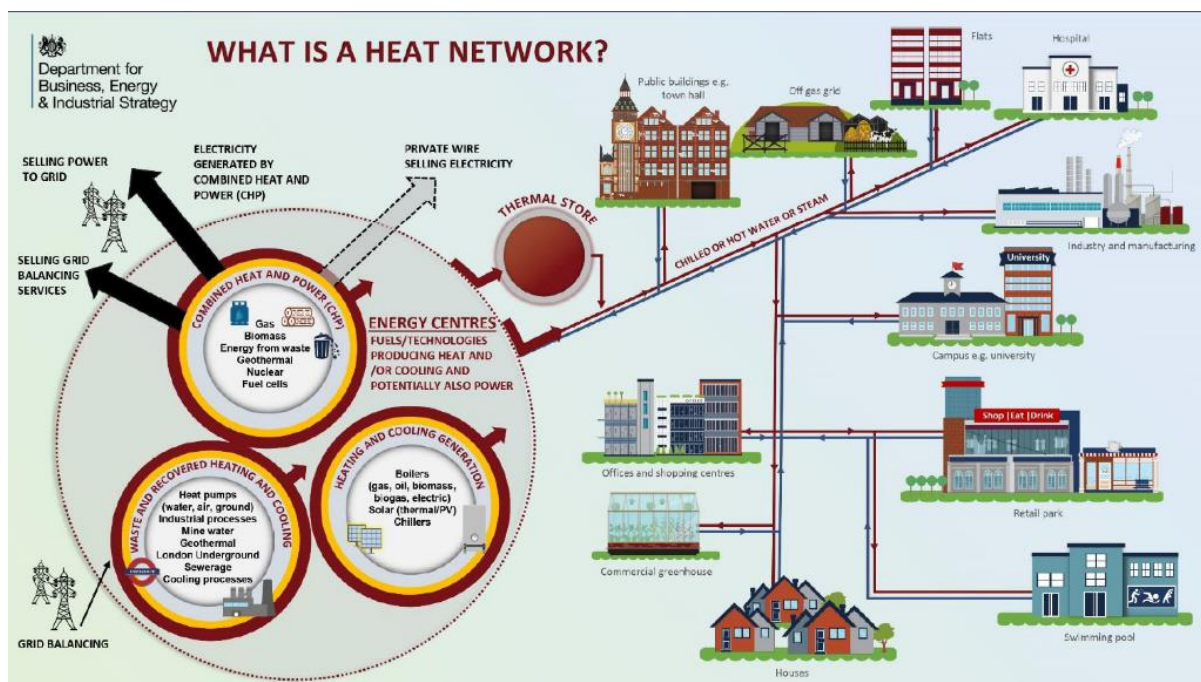 Department for
Business, Energy
& Industrial Strategy
WHAT IS A HEAT NETWORK?
SELLING POWER
TO GRID
ELECTRICITY
GENERATED BY
COMBINED HEAT AND
POWER (CHP)
PRIVATE WIRE
SELLING ELECTRICITY
SELLING GRID
BALANCING
SERVICES
COMBINED HEAT AND POWER (CHP)
Gas
Biomass
Energy from waste
Geothermal
Nuclear
Fuel cells
THERMAL STORE
ENERGY CENTRES
FUELS/TECHNOLOGIES
PRODUCING HEAT AND
/OR COOLING AND
POTENTIALLY ALSO POWER
WASTE AND RECOVERED HEATING AND COOLING
Heat pumps
(water, air, ground)
Industrial processes
Mine water
Geothermal
London Underground
Sewerage
Cooling processes
HEATING AND COOLING GENERATION
Boilers
(gas, oil, biomass,
biogas, electric)
Solar (thermal/PV)
Chillers
GRID BALANCING
CHILLED OR HOT WATER OR STEAM
Public buildings e.g.
town hall
Off gas grid
Flats
Hospital
Industry and manufacturing
University
Campus e.g. university
Offices and shopping centres
Shop|Eat|Drink
Retail park
Commercial greenhouse
Houses
Swimming pool